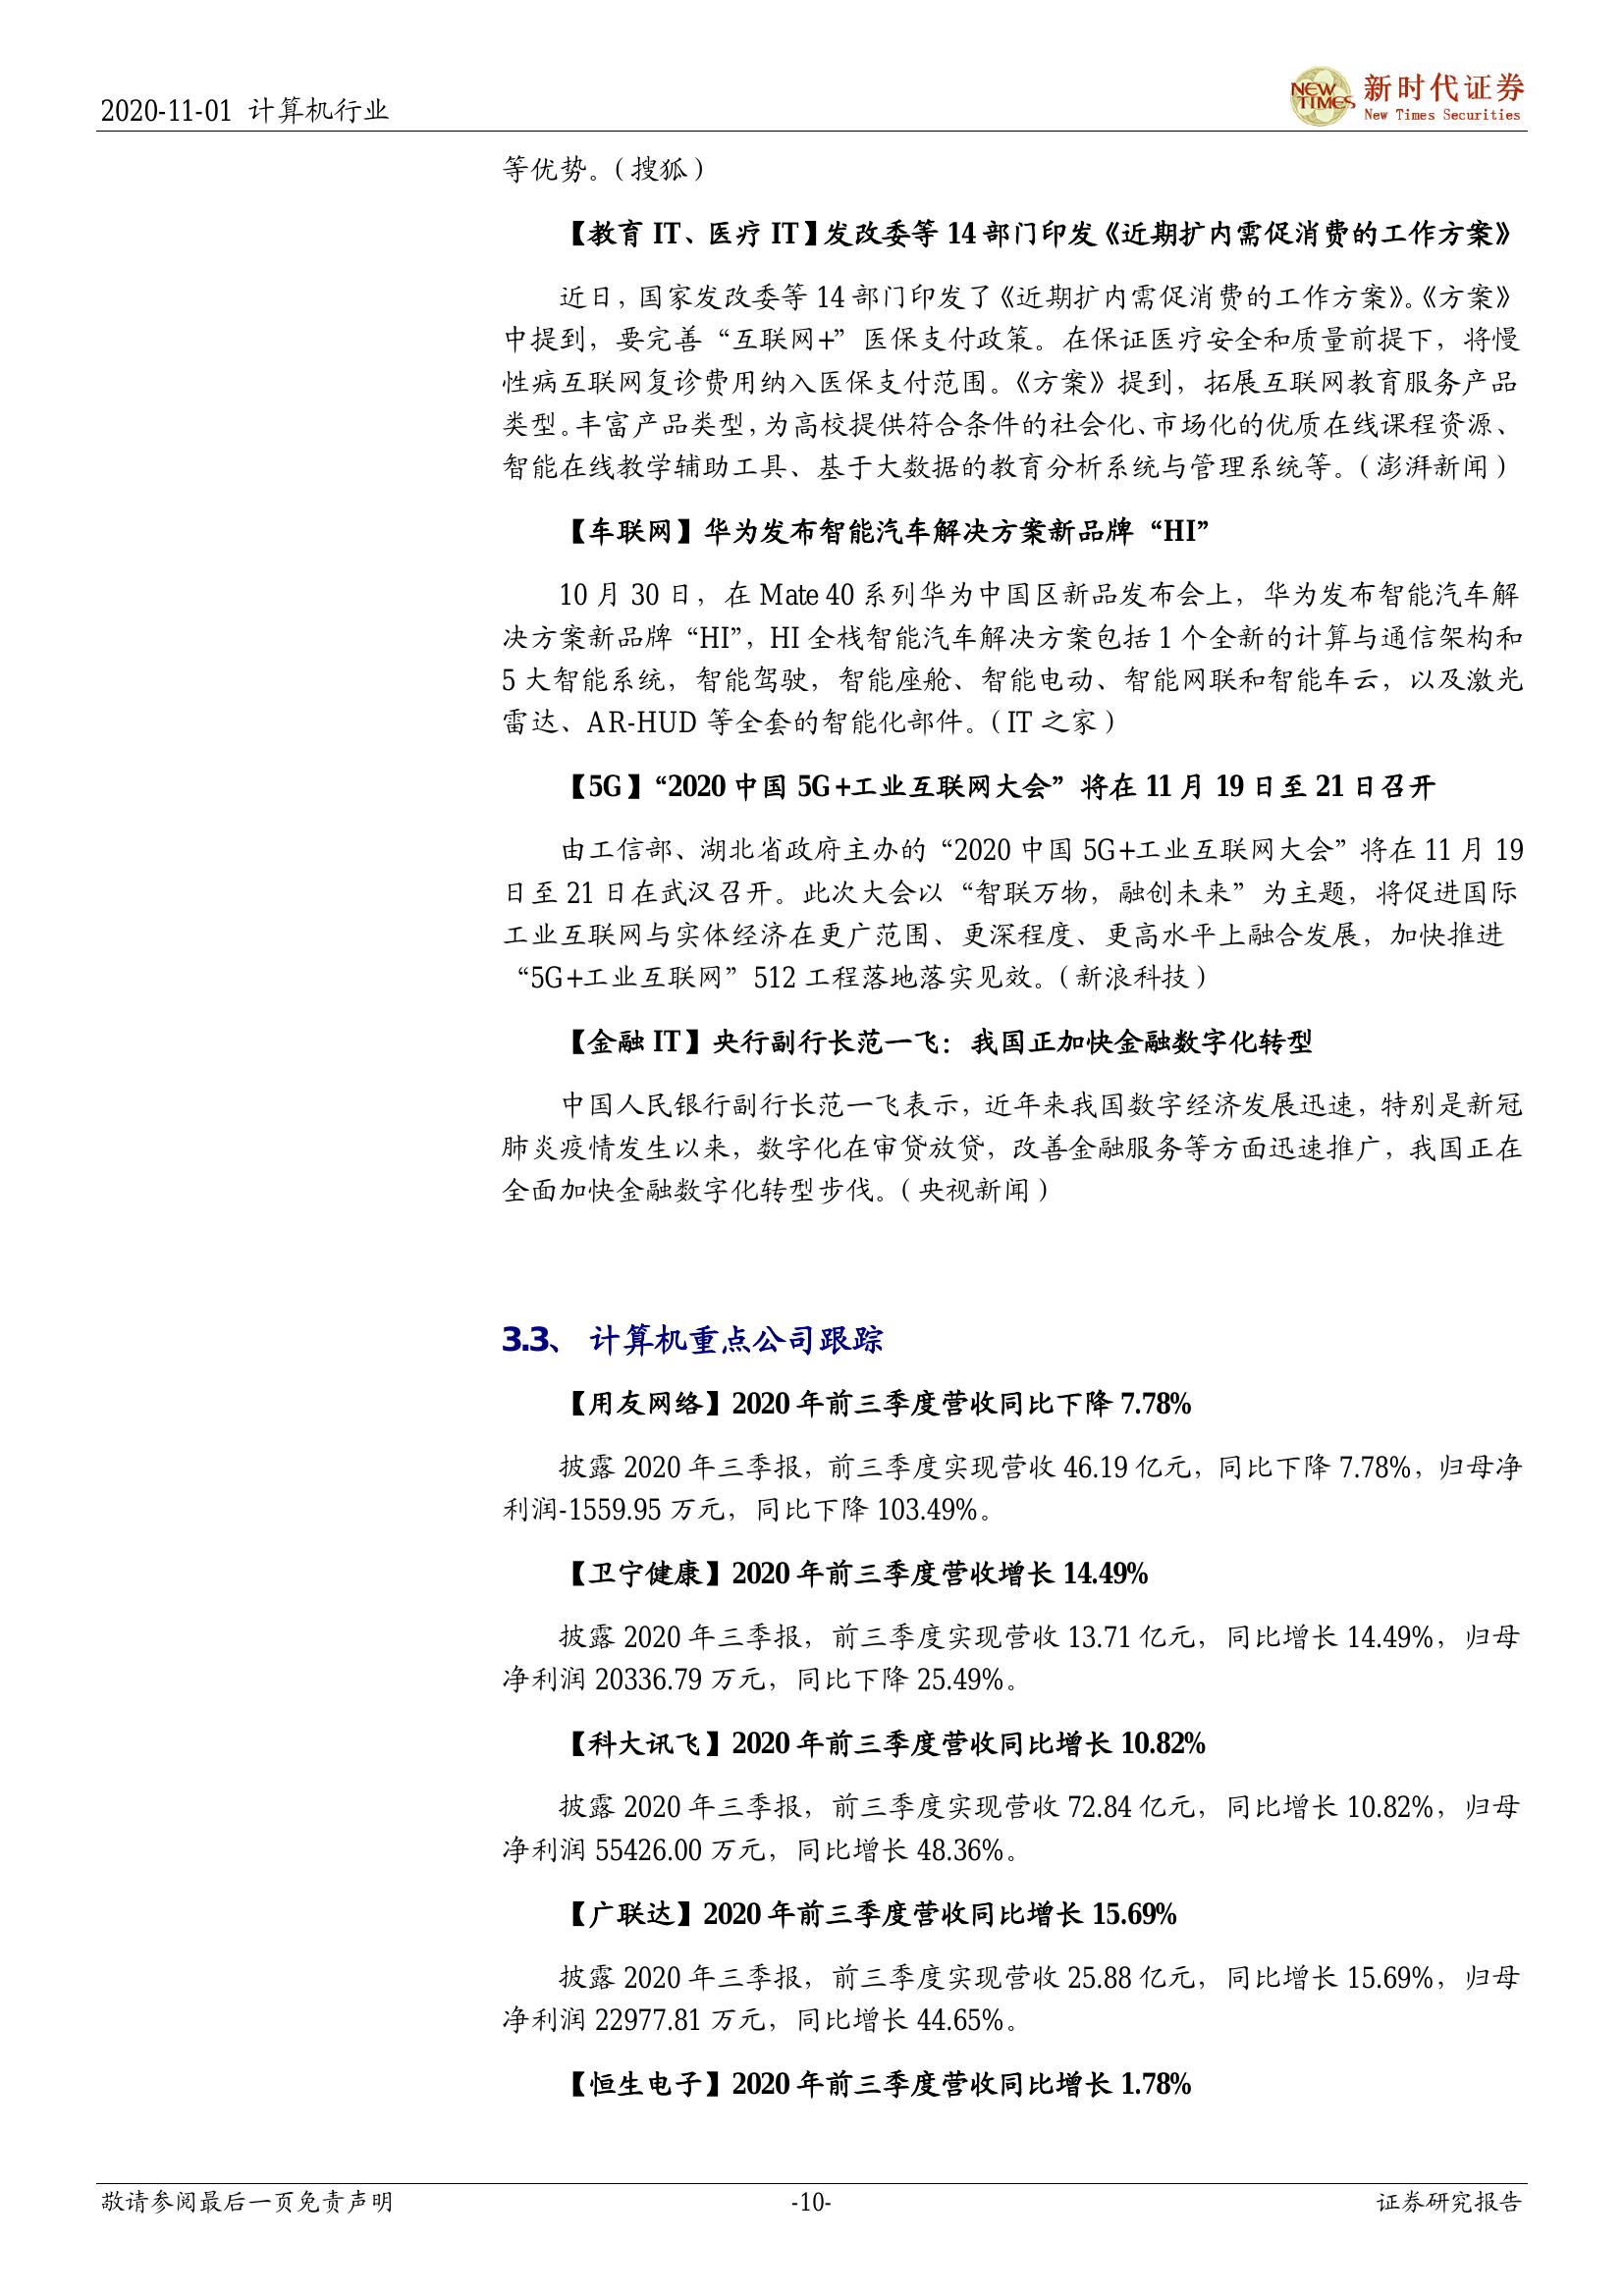 2020-11-01 计算机行业
NEW TIMES
新时代证券
New Times Securities
等优势。（搜狐）
【教育 IT、医疗 IT】发改委等 14 部门印发《近期扩内需促消费的工作方案》
近日，国家发改委等 14 部门印发了《近期扩内需促消费的工作方案》。《方案》
中提到，要完善“互联网+”医保支付政策。在保证医疗安全和质量前提下，将慢
性病互联网复诊费用纳入医保支付范围。《方案》提到，拓展互联网教育服务产品
类型。丰富产品类型，为高校提供符合条件的社会化、市场化的优质在线课程资源、
智能在线教学辅助工具、基于大数据的教育分析系统与管理系统等。（澎湃新闻）
【车联网】华为发布智能汽车解决方案新品牌“HI”
10 月 30 日，在 Mate 40 系列华为中国区新品发布会上，华为发布智能汽车解
决方案新品牌“HI”，HI 全栈智能汽车解决方案包括 1 个全新的计算与通信架构和
5 大智能系统，智能驾驶，智能座舱、智能电动、智能网联和智能车云，以及激光
雷达、AR-HUD 等全套的智能化部件。（IT 之家）
【5G】“2020 中国 5G+工业互联网大会”将在 11 月 19 日至 21 日召开
由工信部、湖北省政府主办的“2020 中国 5G+工业互联网大会”将在 11 月 19
日至 21 日在武汉召开。此次大会以“智联万物，融创未来”为主题，将促进国际
工业互联网与实体经济在更广范围、更深程度、更高水平上融合发展，加快推进
“5G+工业互联网”512 工程落地落实见效。（新浪科技）
【金融 IT】央行副行长范一飞：我国正加快金融数字化转型
中国人民银行副行长范一飞表示，近年来我国数字经济发展迅速，特别是新冠
肺炎疫情发生以来，数字化在审贷放贷，改善金融服务等方面迅速推广，我国正在
全面加快金融数字化转型步伐。（央视新闻）
3.3、 计算机重点公司跟踪
【用友网络】2020 年前三季度营收同比下降 7.78%
披露 2020 年三季报，前三季度实现营收 46.19 亿元，同比下降 7.78%，归母净
利润-1559.95 万元，同比下降 103.49%。
【卫宁健康】2020 年前三季度营收增长 14.49%
披露 2020 年三季报，前三季度实现营收 13.71 亿元，同比增长 14.49%，归母
净利润 20336.79 万元，同比下降 25.49%。
【科大讯飞】2020 年前三季度营收同比增长 10.82%
披露 2020 年三季报，前三季度实现营收 72.84 亿元，同比增长 10.82%，归母
净利润 55426.00 万元，同比增长 48.36%。
【广联达】2020 年前三季度营收同比增长 15.69%
披露 2020 年三季报，前三季度实现营收 25.88 亿元，同比增长 15.69%，归母
净利润 22977.81 万元，同比增长 44.65%。
【恒生电子】2020 年前三季度营收同比增长 1.78%
敬请参阅最后一页免责声明
-10-
证券研究报告